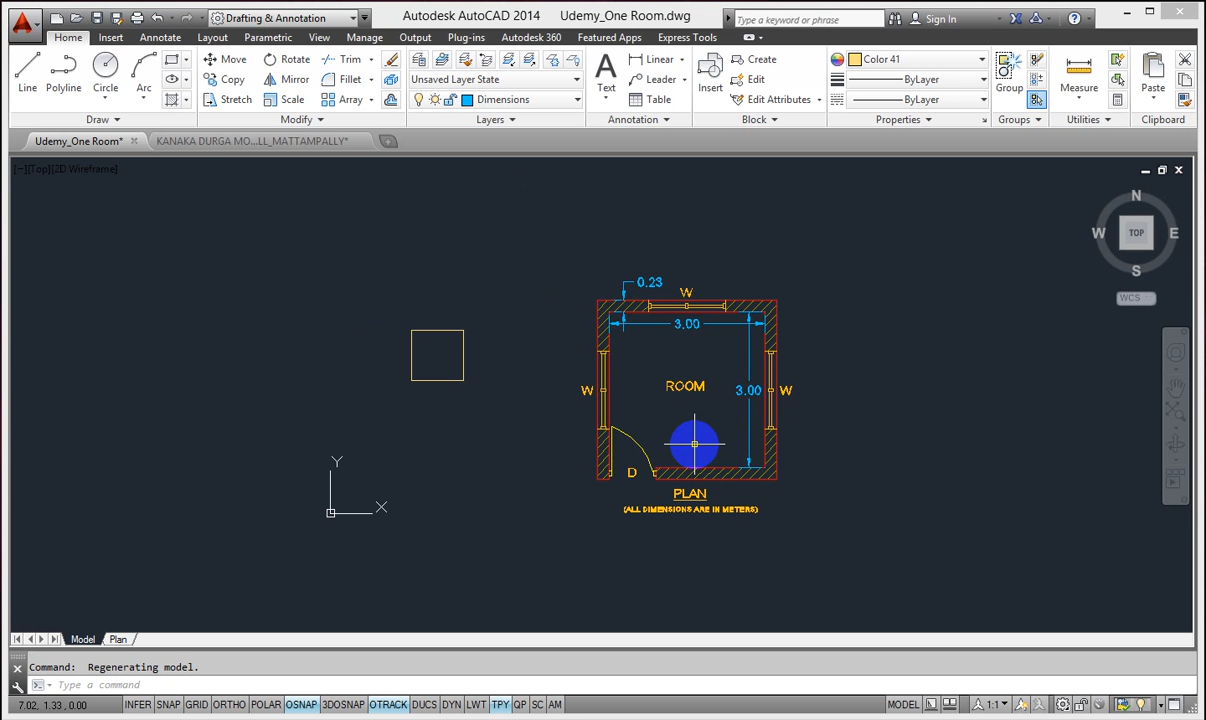 Drafting & Annotation
Autodesk AutoCAD 2014 Udemy_One Room.dwg
Type a keyword or phrase
Sign In
Home Insert Annotate Layout Parametric View Manage Output Plug-ins Autodesk 360 Featured Apps Express Tools
Line Polyline Circle Arc
Move Rotate Trim
Copy Mirror Fillet
Stretch Scale Array
Unsaved Layer State
Dimensions
Text
Linear
Leader
Table
Insert
Create
Edit
Edit Attributes
Color 41
ByLayer
ByLayer
Group
Measure
Paste
Draw Modify Layers Annotation Block Properties Groups Utilities Clipboard
Udemy_One Room* KANAKA DURGA MO...LL_MATTAMPALLY*
[−][Top][2D Wireframe]
N
W TOP E
S
WCS
0.23
W
3.00
ROOM
W 3.00 W
D
PLAN
(ALL DIMENSIONS ARE IN METERS)
Y
X
Model Plan
Command: Regenerating model.
Type a command
7.02, 1.33, 0.00 INFER SNAP GRID ORTHO POLAR OSNAP 3DOSNAP OTRACK DUCS DYN LWT TPY QP SC AM MODEL 1:1